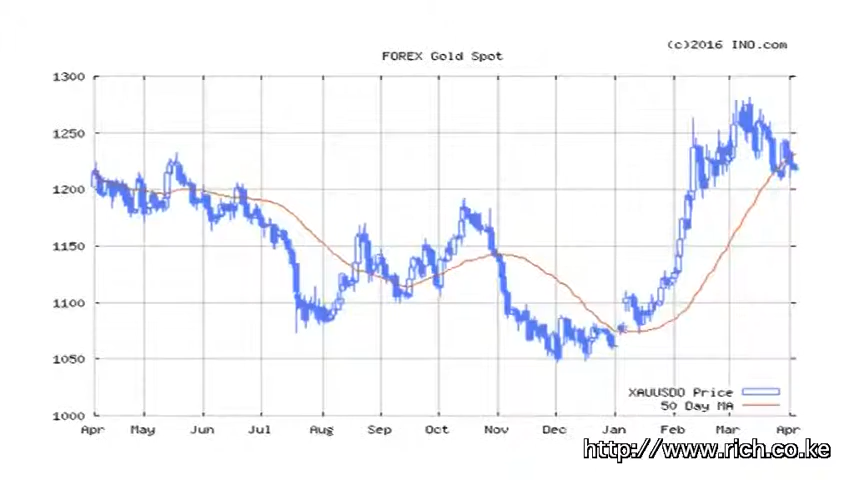 (c)2016 INO.com
FOREX Gold Spot
1300
1250
1200
1150
1100
1050
1000
XAUUSDO Price
50 Day MA
Apr May Jun Jul Aug Sep Oct Nov Dec Jan Feb Mar Apr
http://www.rich.co.ke